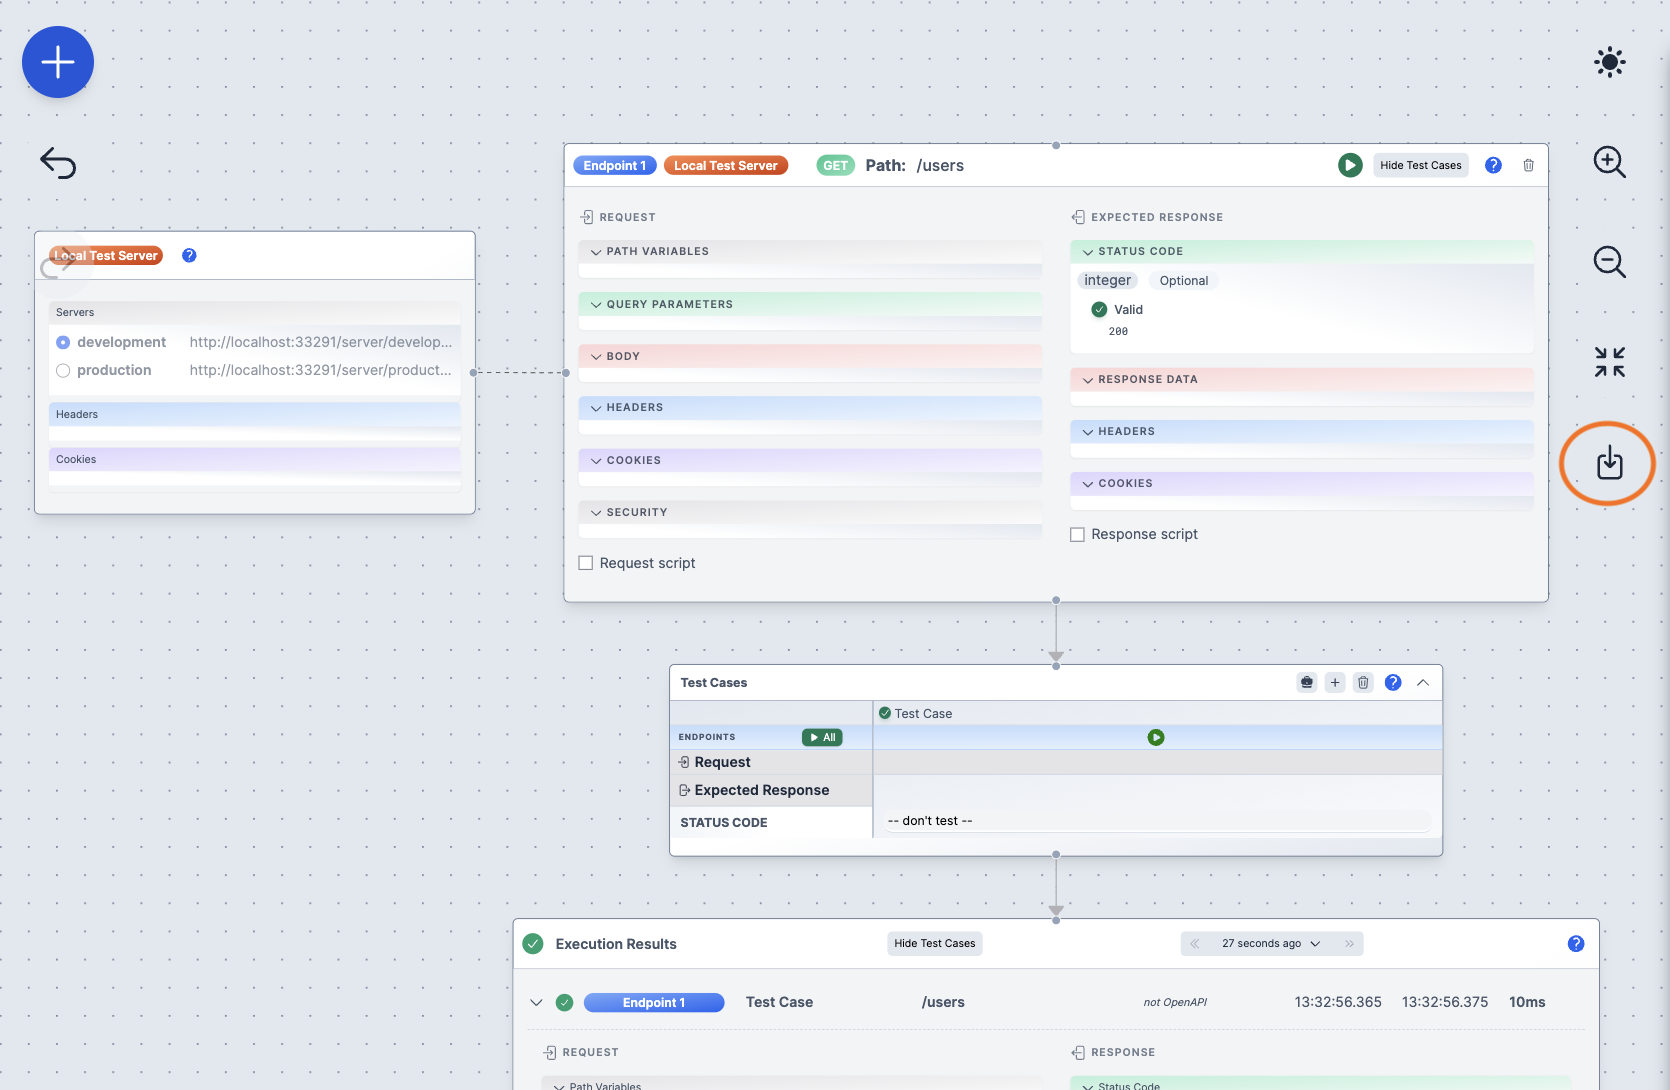 Endpoint 1 Local Test Server GET Path: /users Hide Test Cases ?
Local Test Server ?
Servers
development http://localhost:33291/server/develop...
production http://localhost:33291/server/product...
Headers
Cookies
REQUEST
PATH VARIABLES
QUERY PARAMETERS
BODY
HEADERS
COOKIES
SECURITY
Request script
EXPECTED RESPONSE
STATUS CODE
integer Optional
Valid
200
RESPONSE DATA
HEADERS
COOKIES
Response script
Test Cases + ?
Test Case
ENDPOINTS All
Request
Expected Response
STATUS CODE -- don't test --
Execution Results Hide Test Cases « 27 seconds ago » ?
Endpoint 1 Test Case /users not OpenAPI 13:32:56.365 13:32:56.375 10ms
REQUEST
Path Variables
RESPONSE
Status Code